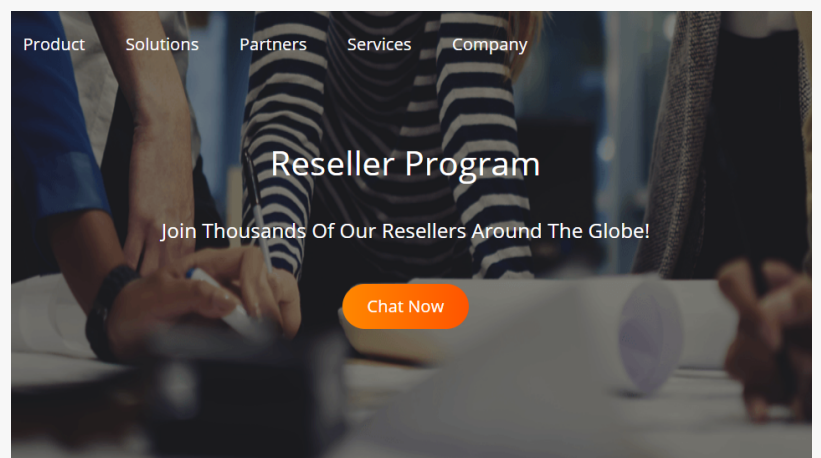 Product Solutions Partners Services Company
Reseller Program
Join Thousands Of Our Resellers Around The Globe!
Chat Now